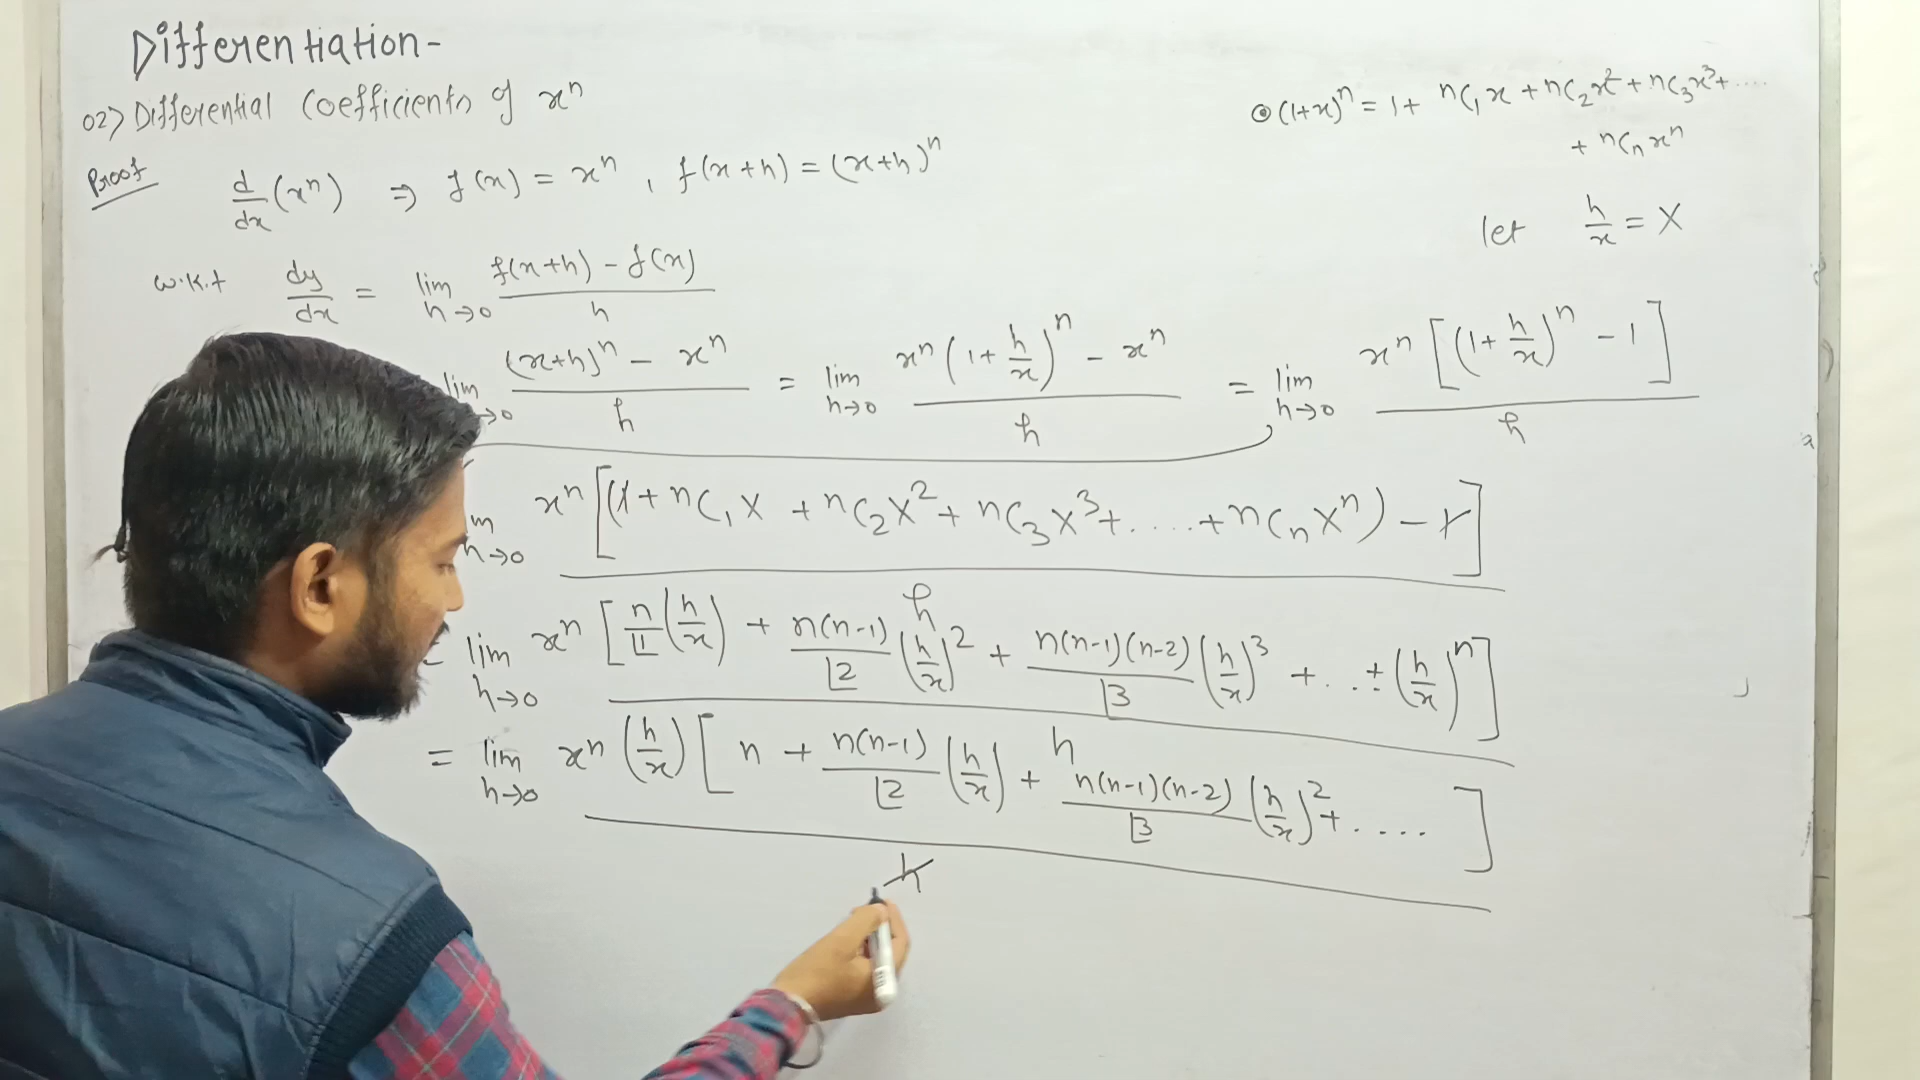 Differentiation-
02) Differential Coefficients of xⁿ
Proof
d/dx (xⁿ) ⇒ f(x) = xⁿ , f(x+h) = (x+h)ⁿ
w.k.t dy/dx = lim h→0 f(x+h) - f(x) / h
lim →0 (x+h)ⁿ - xⁿ / h = lim h→0 xⁿ (1 + h/x)ⁿ - xⁿ / h = lim h→0 xⁿ [(1 + h/x)ⁿ - 1] / h
m h→0 xⁿ [(1 + nC₁X + nC₂X² + nC₃X³ + .... + nCₙXⁿ) - 1] / h
= lim h→0 xⁿ [n/⌊1 (h/x) + n(n-1)/⌊2 (h/x)² + n(n-1)(n-2)/⌊3 (h/x)³ + ... + (h/x)ⁿ] / h
= lim h→0 xⁿ (h/x) [n + n(n-1)/⌊2 (h/x) + n(n-1)(n-2)/⌊3 (h/x)² + .... ] / h
⊙ (1+x)ⁿ = 1 + nC₁x + nC₂x² + nC₃x³ + ....
+ nCₙxⁿ
let h/x = X